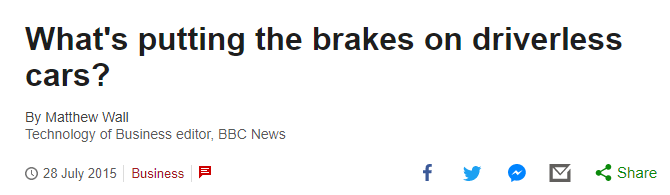 What's putting the brakes on driverless
cars?
By Matthew Wall
Technology of Business editor, BBC News
28 July 2015 Business Share